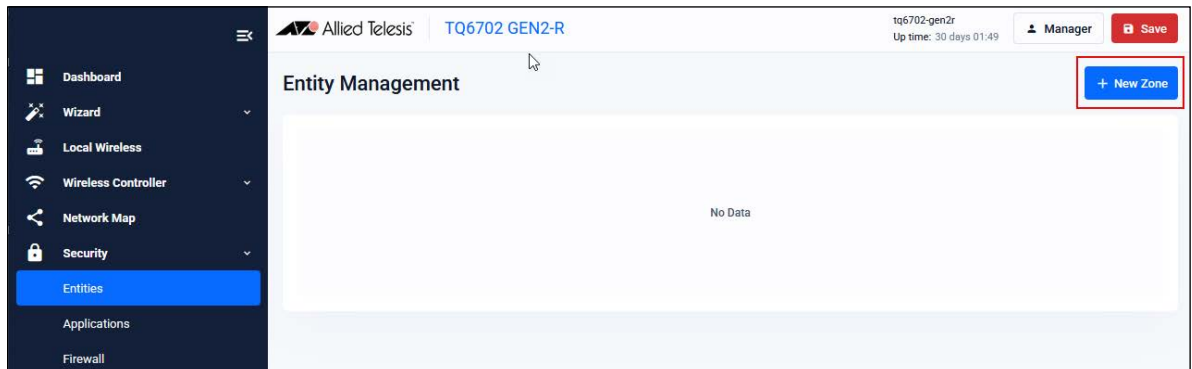 Allied Telesis
TQ6702 GEN2-R
tq6702-gen2r
Up time: 30 days 01:49
Manager
Save
Dashboard
Wizard
Local Wireless
Wireless Controller
Network Map
Security
Entities
Applications
Firewall
Entity Management
+ New Zone
No Data